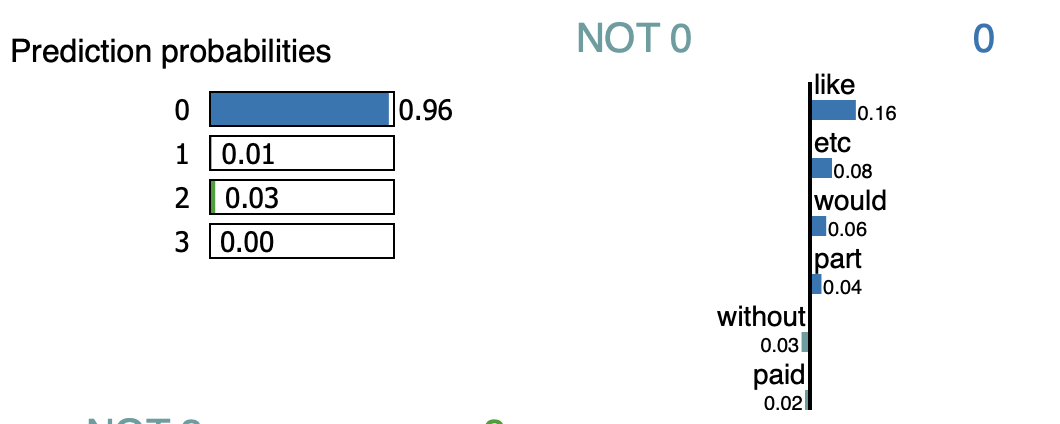 Prediction probabilities
0 0.96
1 0.01
2 0.03
3 0.00
NOT 0 0
like
0.16
etc
0.08
would
0.06
part
0.04
without
0.03
paid
0.02